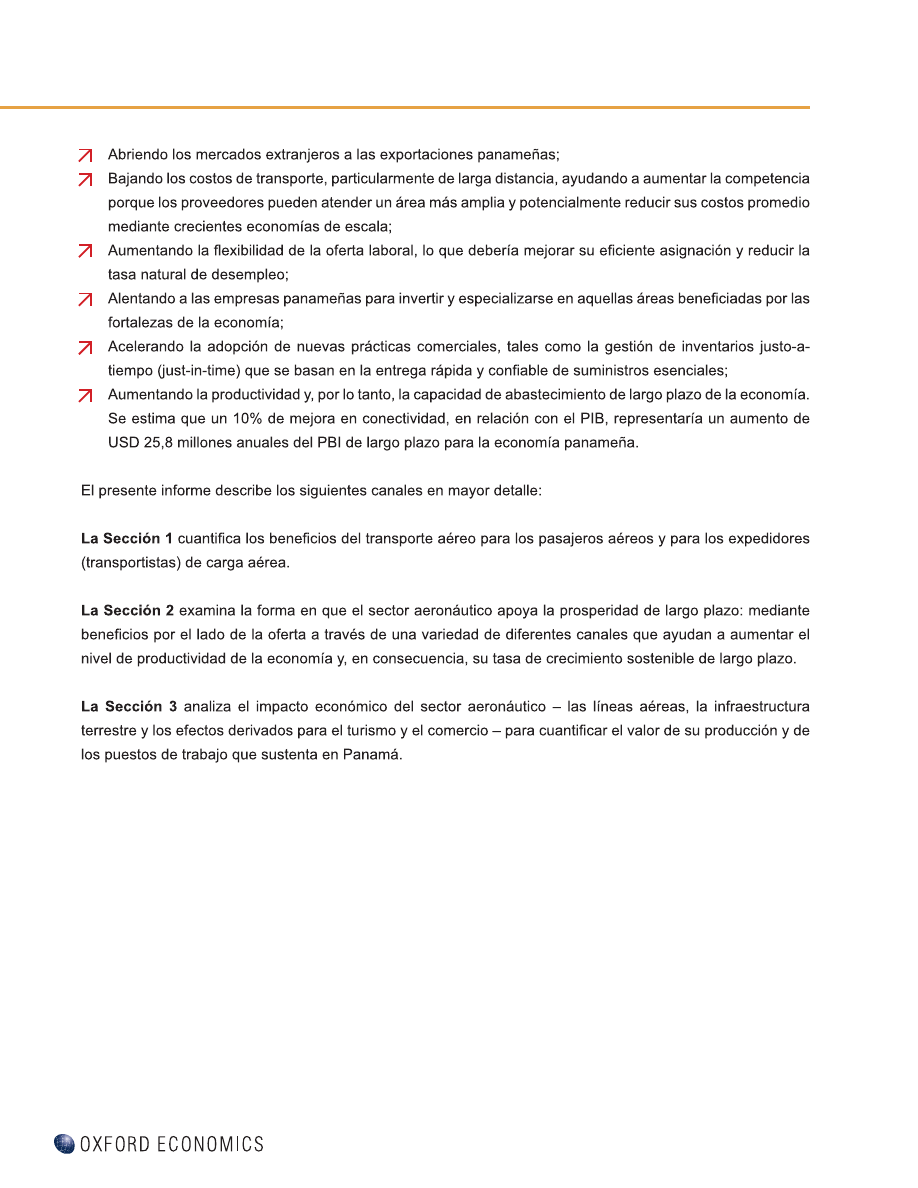 Abriendo los mercados extranjeros a las exportaciones panameñas;
Bajando los costos de transporte, particularmente de larga distancia, ayudando a aumentar la competencia
porque los proveedores pueden atender un área más amplia y potencialmente reducir sus costos promedio
mediante crecientes economías de escala;
Aumentando la flexibilidad de la oferta laboral, lo que debería mejorar su eficiente asignación y reducir la
tasa natural de desempleo;
Alentando a las empresas panameñas para invertir y especializarse en aquellas áreas beneficiadas por las
fortalezas de la economía;
Acelerando la adopción de nuevas prácticas comerciales, tales como la gestión de inventarios justo-a-
tiempo (just-in-time) que se basan en la entrega rápida y confiable de suministros esenciales;
Aumentando la productividad y, por lo tanto, la capacidad de abastecimiento de largo plazo de la economía.
Se estima que un 10% de mejora en conectividad, en relación con el PIB, representaría un aumento de
USD 25,8 millones anuales del PBI de largo plazo para la economía panameña.
El presente informe describe los siguientes canales en mayor detalle:
La Sección 1 cuantifica los beneficios del transporte aéreo para los pasajeros aéreos y para los expedidores
(transportistas) de carga aérea.
La Sección 2 examina la forma en que el sector aeronáutico apoya la prosperidad de largo plazo: mediante
beneficios por el lado de la oferta a través de una variedad de diferentes canales que ayudan a aumentar el
nivel de productividad de la economía y, en consecuencia, su tasa de crecimiento sostenible de largo plazo.
La Sección 3 analiza el impacto económico del sector aeronáutico – las líneas aéreas, la infraestructura
terrestre y los efectos derivados para el turismo y el comercio – para cuantificar el valor de su producción y de
los puestos de trabajo que sustenta en Panamá.
OXFORD ECONOMICS